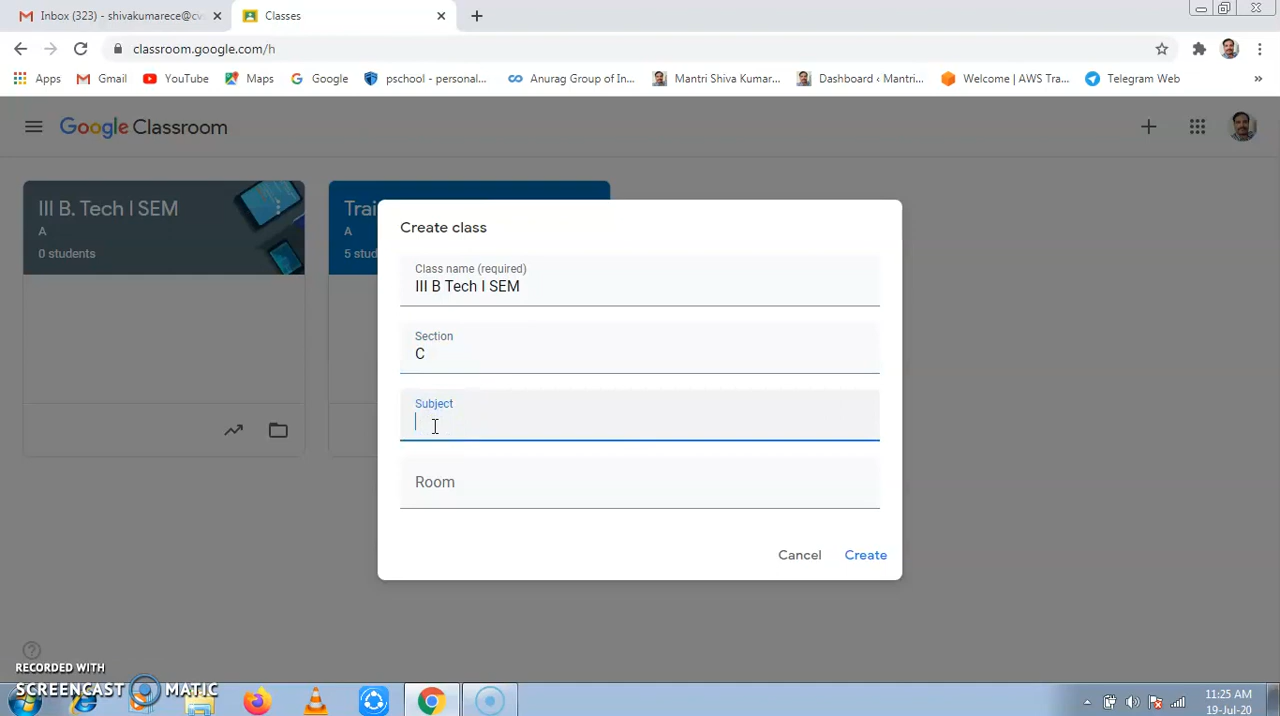 Inbox (323) - shivakumarece@cv
Classes
classroom.google.com/h
Apps
Gmail
YouTube
Maps
Google
pschool - personal...
Anurag Group of In...
Mantri Shiva Kumar...
Dashboard ‹ Mantri...
Welcome | AWS Tra...
Telegram Web
»
Google Classroom
III B. Tech I SEM
A
0 students
Trai
A
5 stud
Create class
Class name (required)
III B Tech I SEM
Section
C
Subject
Room
Cancel
Create
RECORDED WITH
SCREENCAST MATIC
11:25 AM
19-Jul-20